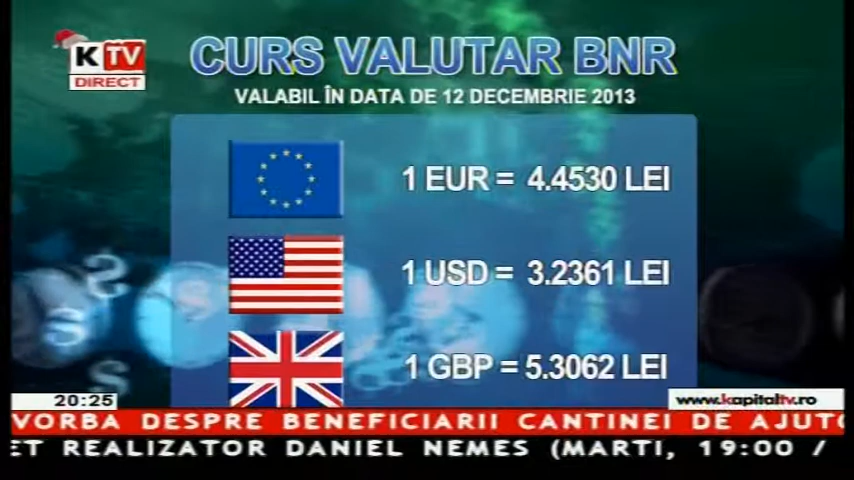 KTV
DIRECT
CURS VALUTAR BNR
VALABIL ÎN DATA DE 12 DECEMBRIE 2013
1 EUR = 4.4530 LEI
1 USD = 3.2361 LEI
1 GBP = 5.3062 LEI
20:25
www.kapitaltv.ro
VORBA DESPRE BENEFICIARII CANTINEI DE AJUTO
ET REALIZATOR DANIEL NEMES (MARTI, 19:00 /